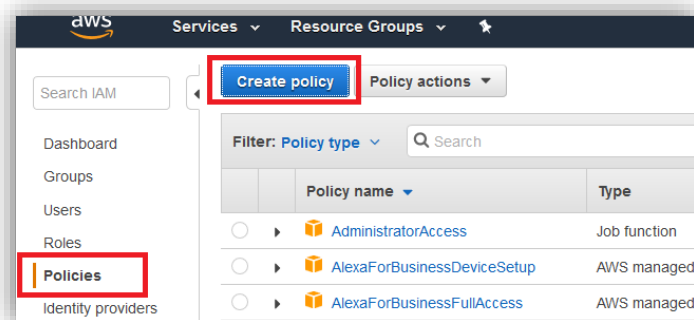 aws Services Resource Groups
Search IAM
Dashboard
Groups
Users
Roles
Policies
Identity providers
Create policy Policy actions
Filter: Policy type Search
Policy name Type
AdministratorAccess Job function
AlexaForBusinessDeviceSetup AWS managed
AlexaForBusinessFullAccess AWS managed